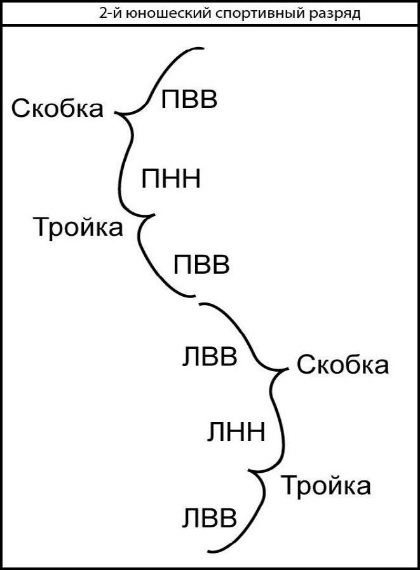 2-й юношеский спортивный разряд
ПВВ
Скобка
ПНН
Тройка
ПВВ
ЛВВ
Скобка
ЛНН
Тройка
ЛВВ